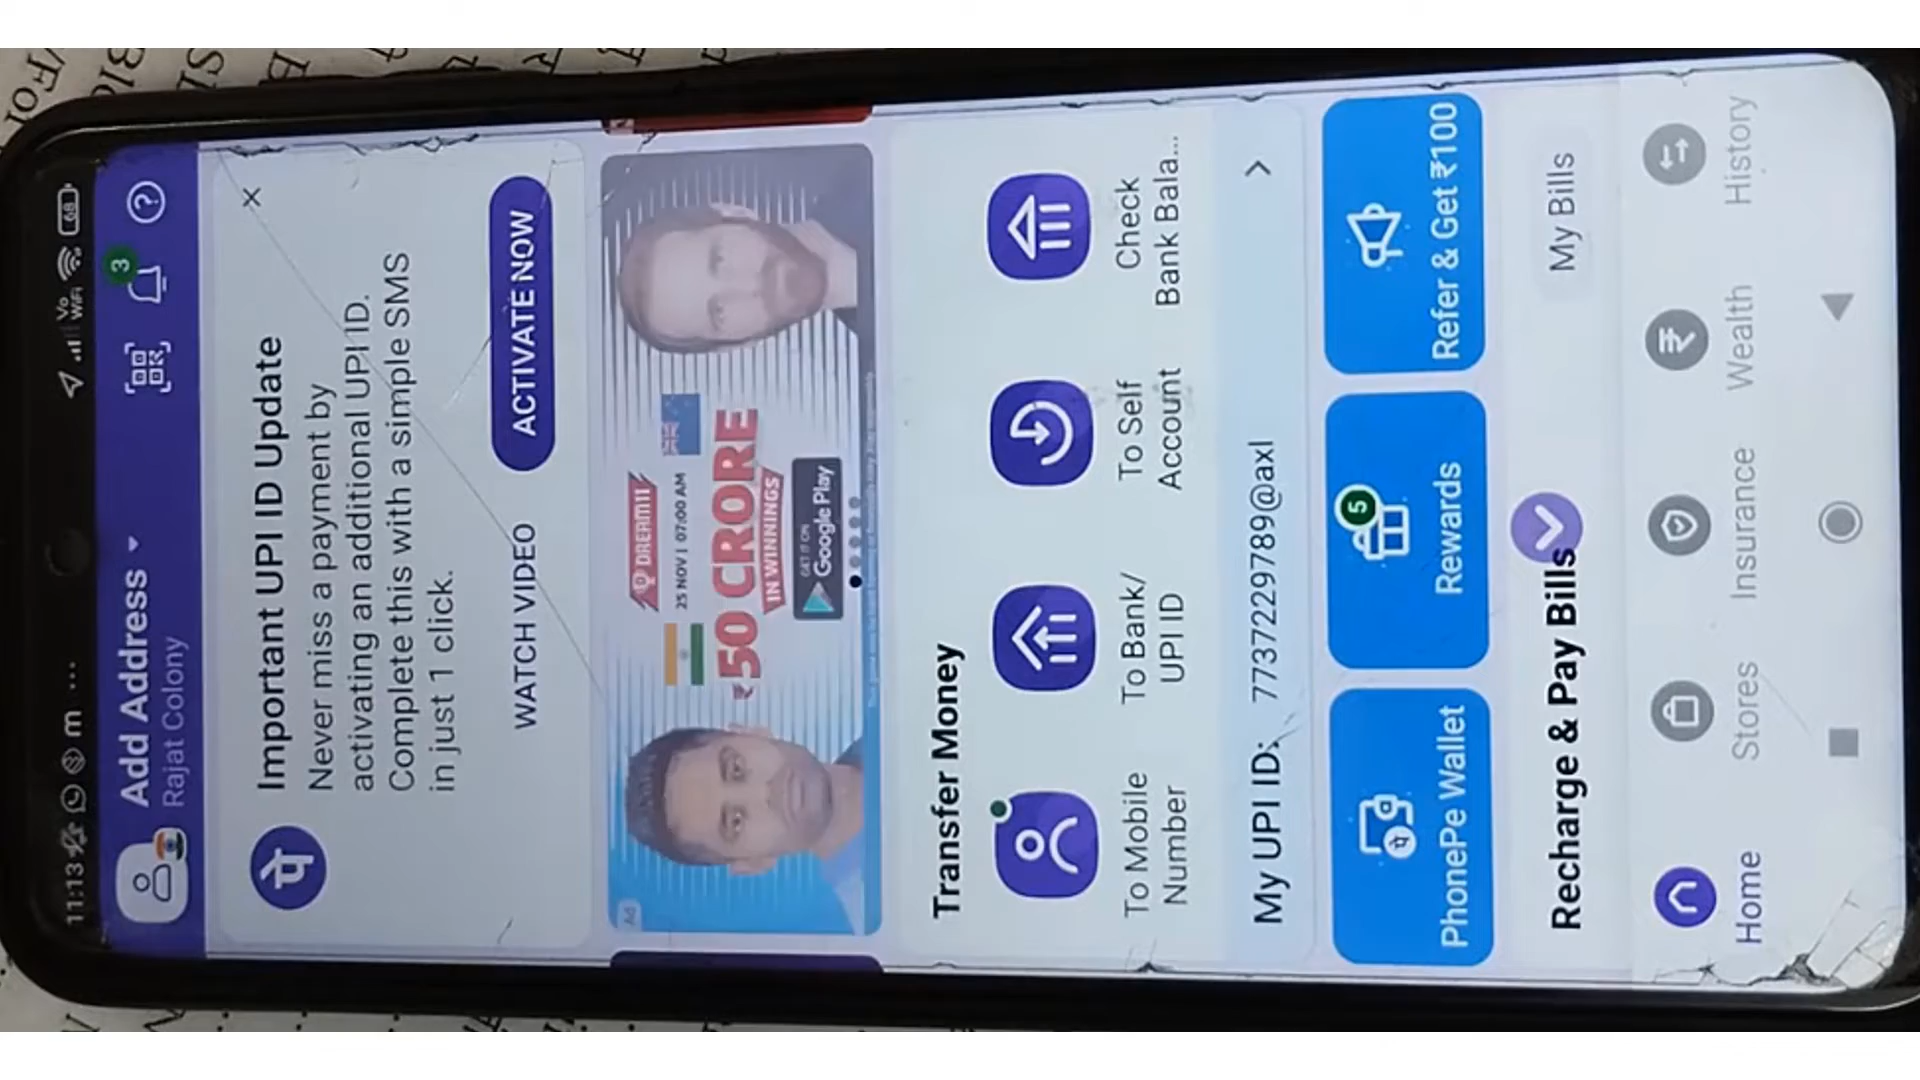 11:13 m ...
Vo
WiFi
68
Add Address
Rajat Colony
3
?
पे
Important UPI ID Update
×
Never miss a payment by
activating an additional UPI ID.
Complete this with a simple SMS
in just 1 click.
WATCH VIDEO
ACTIVATE NOW
Ad
DREAM11
25 NOV | 07:00 AM
₹50 CRORE
IN WINNINGS
GET IT ON
Google Play
Transfer Money
To Mobile
Number
To Bank/
UPI ID
To Self
Account
Check
Bank Bala...
My UPI ID: 7737229789@axl
PhonePe Wallet
5
Rewards
Refer & Get ₹100
Recharge & Pay Bills
My Bills
Home
Stores
Insurance
Wealth
History